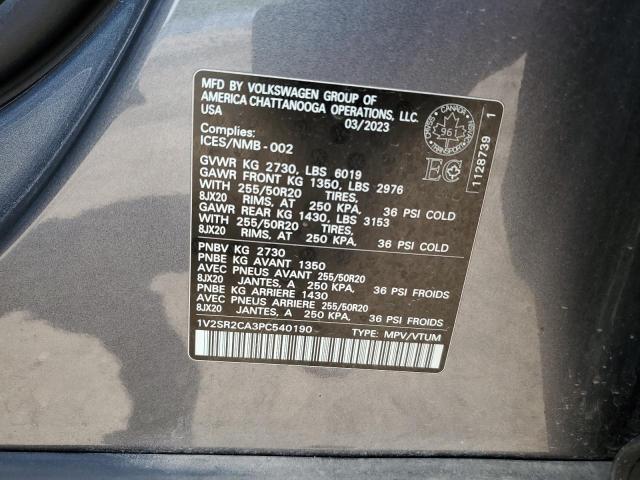 MFD BY VOLKSWAGEN GROUP OF
AMERICA CHATTANOOGA OPERATIONS, LLC.
USA
03/2023
Complies:
ICES/NMB-002
GVWR KG 2730, LBS 6019
GAWR FRONT KG 1350, LBS 2976
WITH 255/50R20 TIRES,
8JX20 RIMS, AT 250 KPA, 36 PSI COLD
GAWR REAR KG 1430, LBS 3153
WITH 255/50R20 TIRES,
8JX20 RIMS, AT 250 KPA, 36 PSI COLD
PNBV KG 2730
PNBE KG AVANT 1350
AVEC PNEUS AVANT 255/50R20
8JX20 JANTES, A 250 KPA, 36 PSI FROIDS
PNBE KG ARRIERE 1430
AVEC PNEUS ARRIERE 255/50R20
8JX20 JANTES, A 250 KPA, 36 PSI FROIDS
1V2SR2CA3PC540190 TYPE: MPV/VTUM
CANADA
96
TRANSPORT
EC
1128739 1